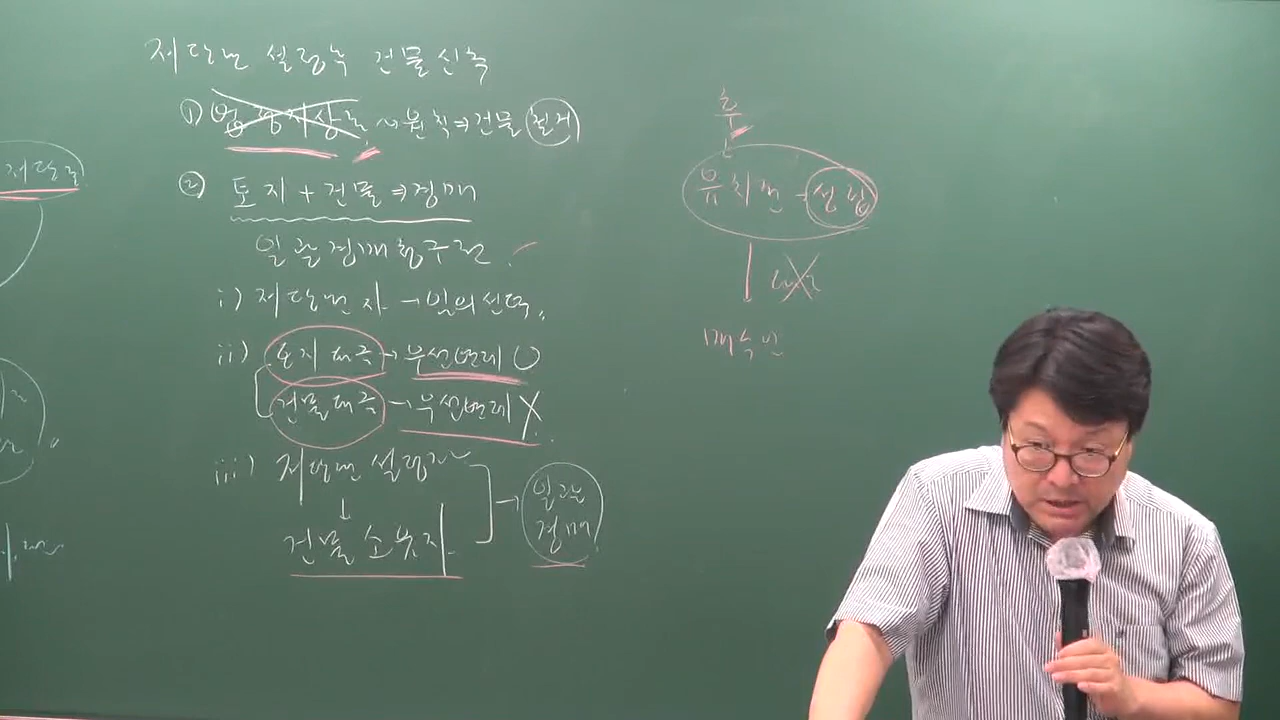 저당권 설정후 건물신축
① 법정지상권 → 원칙 ⇒ 건물 철거
② 토지 + 건물 ⇒ 경매
일괄경매청구권
i) 저당권자 → 임의선택.
ii) 토지대금 → 우선변제 O
건물대금 → 우선변제 X
iii) 저당권 설정자
↓
건물소유자
→ 일괄
경매
저당권
후
유치권 - 성립
매수인